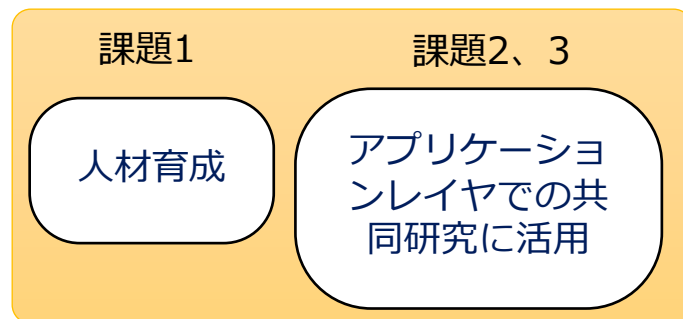 課題1
人材育成
課題2、3
アプリケーショ
ンレイヤでの共
同研究に活用